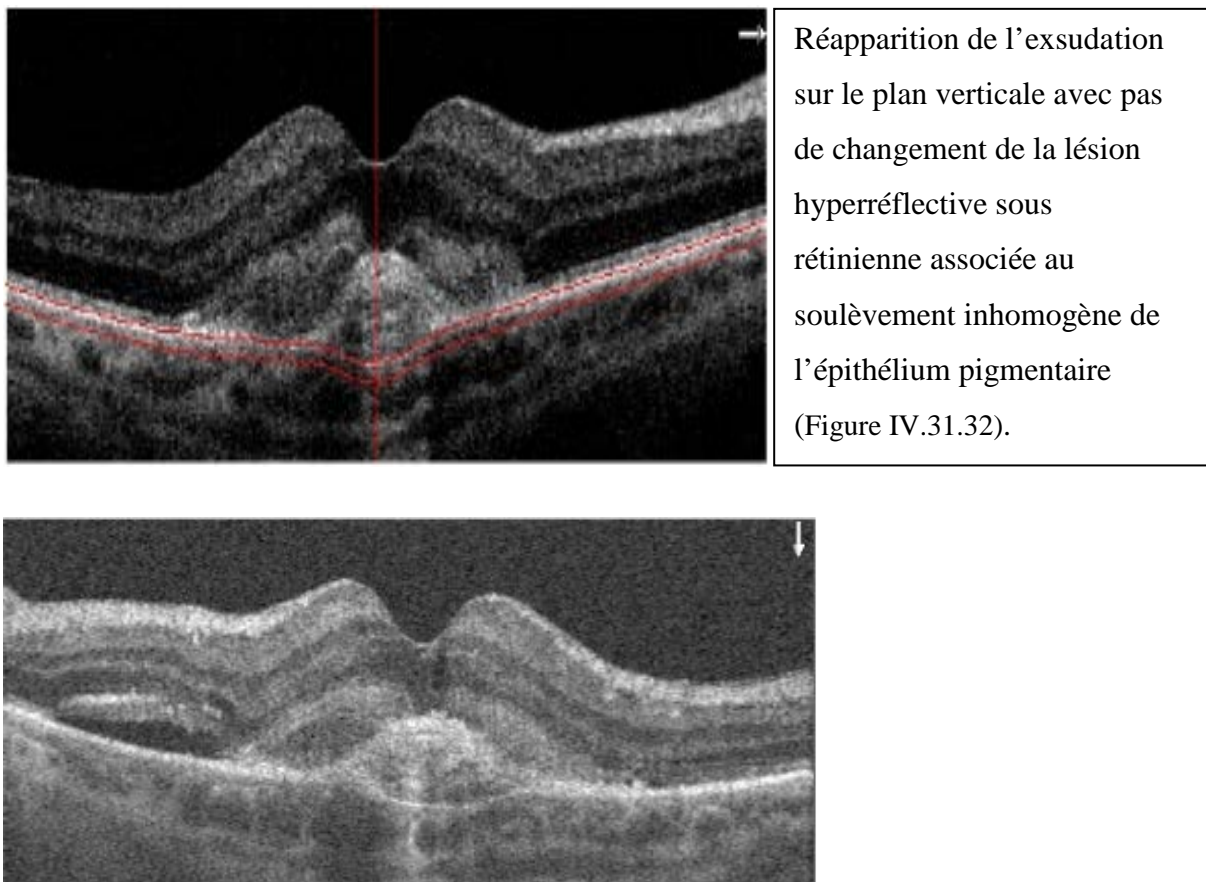 Réapparition de l’exsudation
sur le plan verticale avec pas
de changement de la lésion
hyperréflective sous
rétinienne associée au
soulèvement inhomogène de
l’épithélium pigmentaire
(Figure IV.31.32).